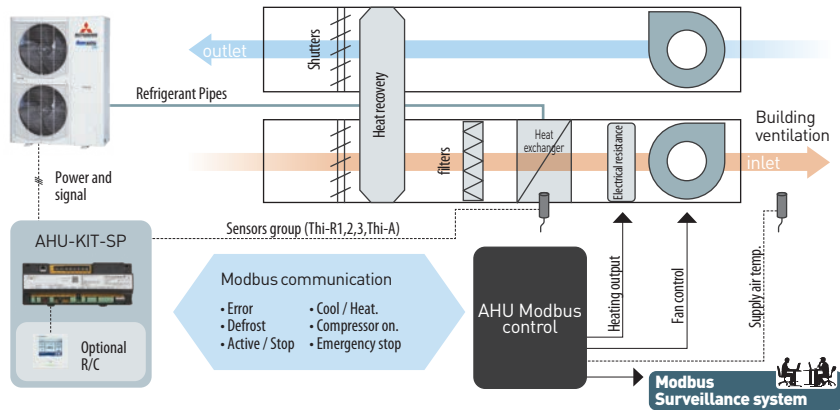 outlet
Shutters
Heat recovery
Refrigerant Pipes
Building
ventilation
filters
Heat
exchanger
Electrical resistance
inlet
Power and
signal
Sensors group (Thi-R1,2,3,Thi-A)
AHU-KIT-SP
Optional
R/C
Modbus communication
• Error
• Defrost
• Active / Stop
• Cool / Heat.
• Compressor on.
• Emergency stop
AHU Modbus
control
Heating output
Fan control
Supply air temp.
Modbus
Surveillance system